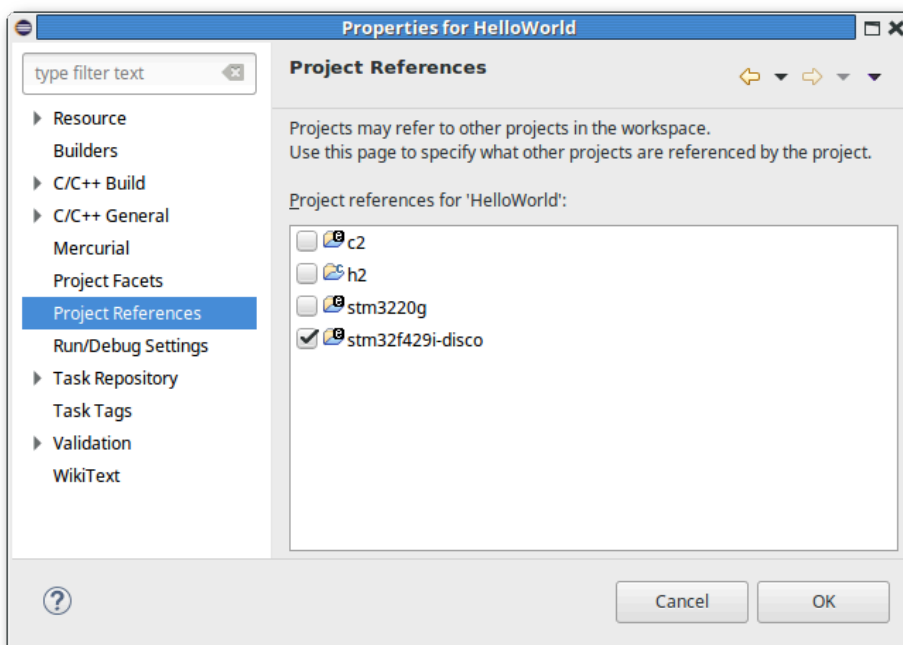 Properties for HelloWorld
type filter text
Resource
Builders
C/C++ Build
C/C++ General
Mercurial
Project Facets
Project References
Run/Debug Settings
Task Repository
Task Tags
Validation
WikiText
Project References
Projects may refer to other projects in the workspace.
Use this page to specify what other projects are referenced by the project.
Project references for 'HelloWorld':
c2
h2
stm3220g
stm32f429i-disco
Cancel
OK